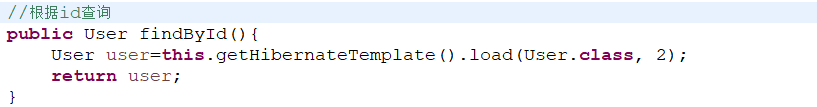 //根据id查询
public User findById(){
    User user=this.getHibernateTemplate().load(User.class, 2);
    return user;
}